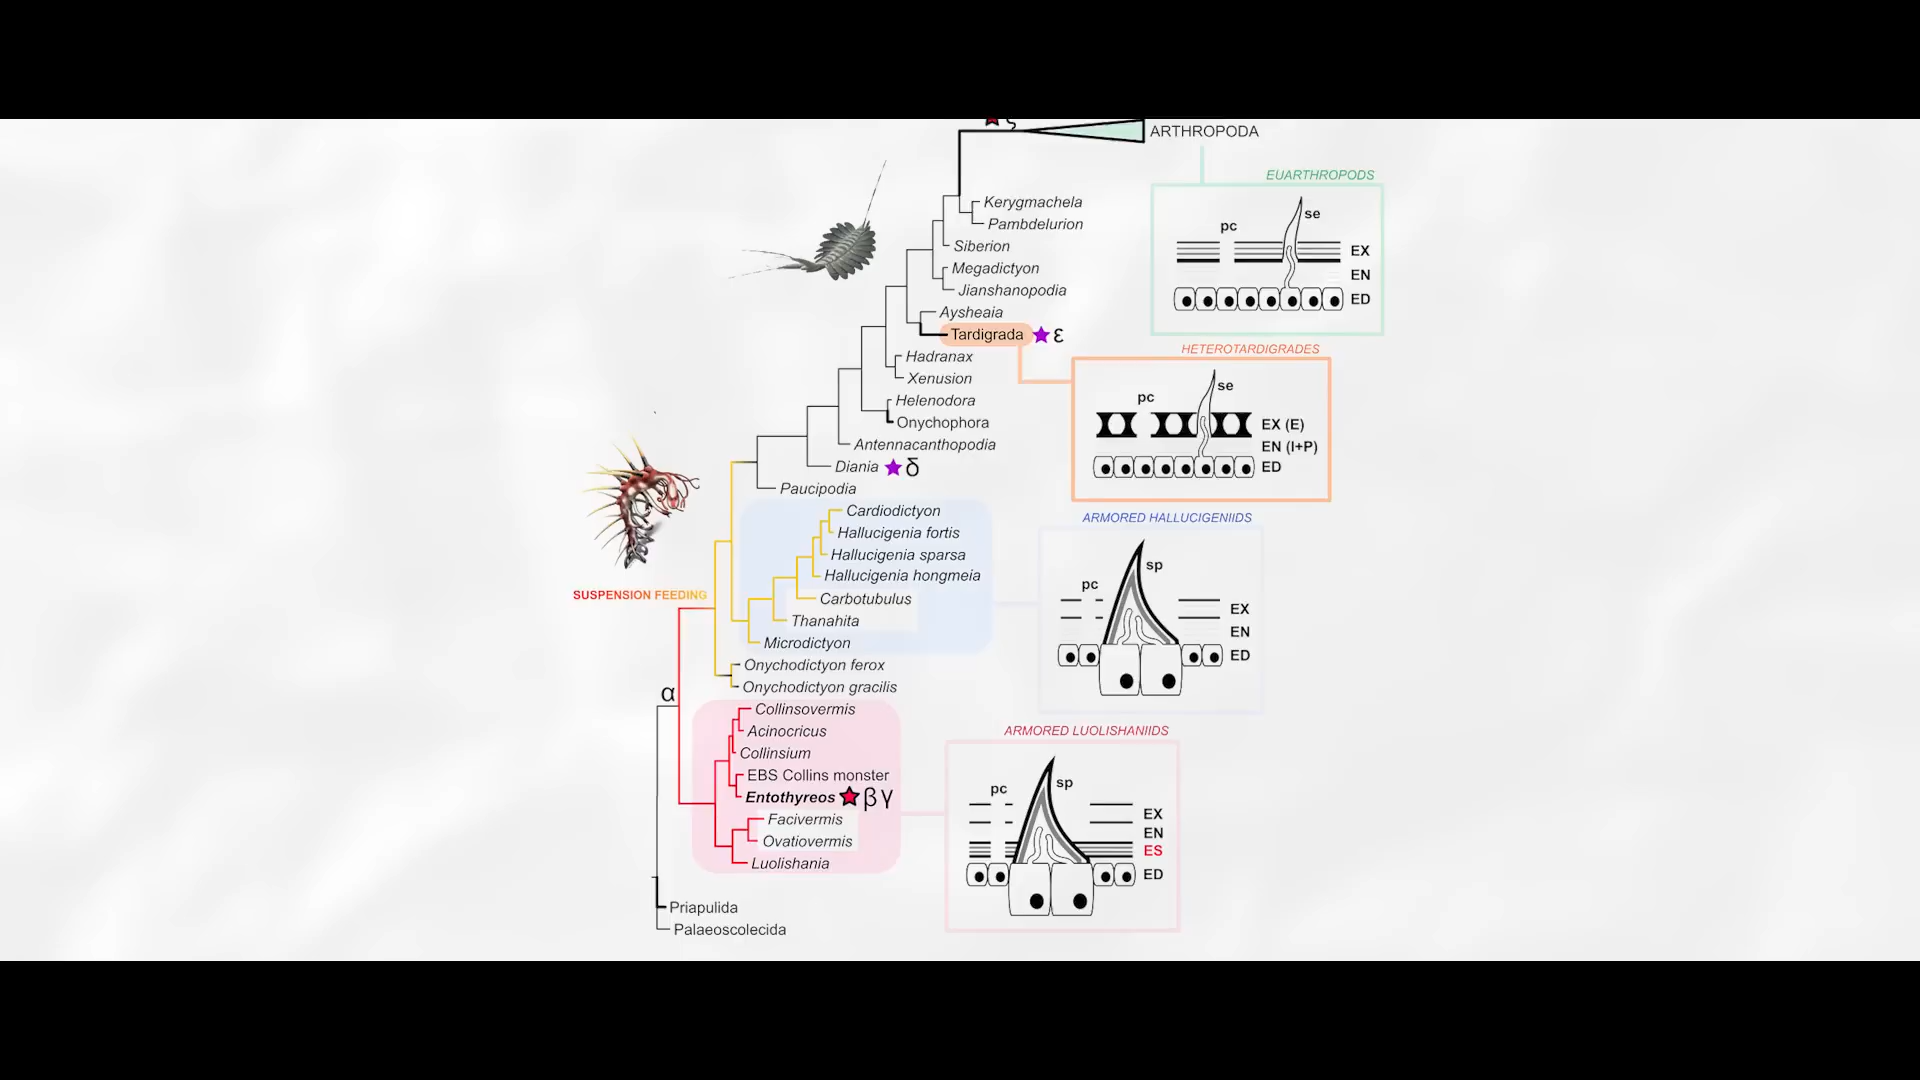 ζ
ARTHROPODA
EUARTHROPODS
Kerygmachela
se
Pambdelurion
pc
Siberion
EX
Megadictyon
EN
Jianshanopodia
ED
Aysheaia
Tardigrada ε
HETEROTARDIGRADES
Hadranax
Xenusion
se
pc
Helenodora
Onychophora
EX (E)
Antennacanthopodia
EN (I+P)
Diania δ
ED
Paucipodia
Cardiodictyon
ARMORED HALLUCIGENIIDS
Hallucigenia fortis
Hallucigenia sparsa
sp
Hallucigenia hongmeia
pc
SUSPENSION FEEDING
Carbotubulus
EX
Thanahita
EN
Microdictyon
ED
Onychodictyon ferox
Onychodictyon gracilis
α
Collinsovermis
Acinocricus
ARMORED LUOLISHANIIDS
Collinsium
EBS Collins monster
sp
pc
Entothyreos β γ
EX
Facivermis
EN
Ovatiovermis
ES
Luolishania
ED
Priapulida
Palaeoscolecida